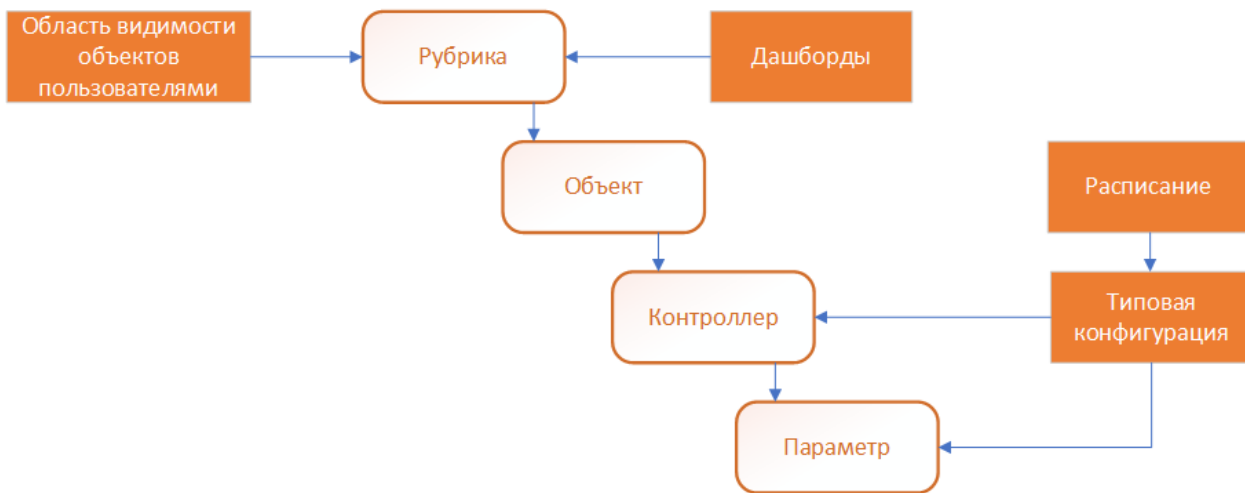 Область видимости
объектов
пользователями
Рубрика
Дашборды
Объект
Расписание
Контроллер
Типовая
конфигурация
Параметр